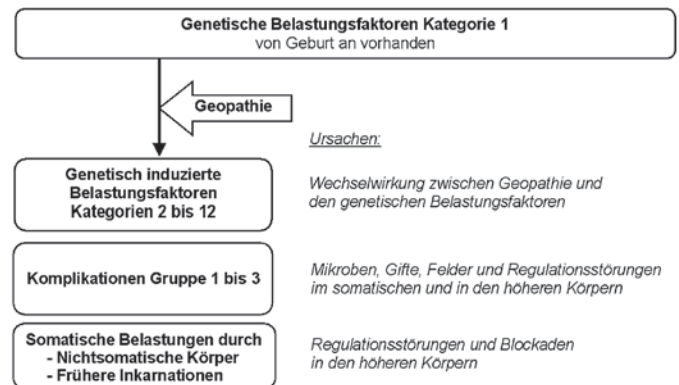 Genetische Belastungsfaktoren Kategorie 1
von Geburt an vorhanden
Geopathie
Ursachen:
Genetisch induzierte
Belastungsfaktoren
Kategorien 2 bis 12
Wechselwirkung zwischen Geopathie und
den genetischen Belastungsfaktoren
Komplikationen Gruppe 1 bis 3
Mikroben, Gifte, Felder und Regulationsstörungen
im somatischen und in den höheren Körpern
Somatische Belastungen durch
- Nichtsomatische Körper
- Frühere Inkarnationen
Regulationsstörungen und Blockaden
in den höheren Körpern